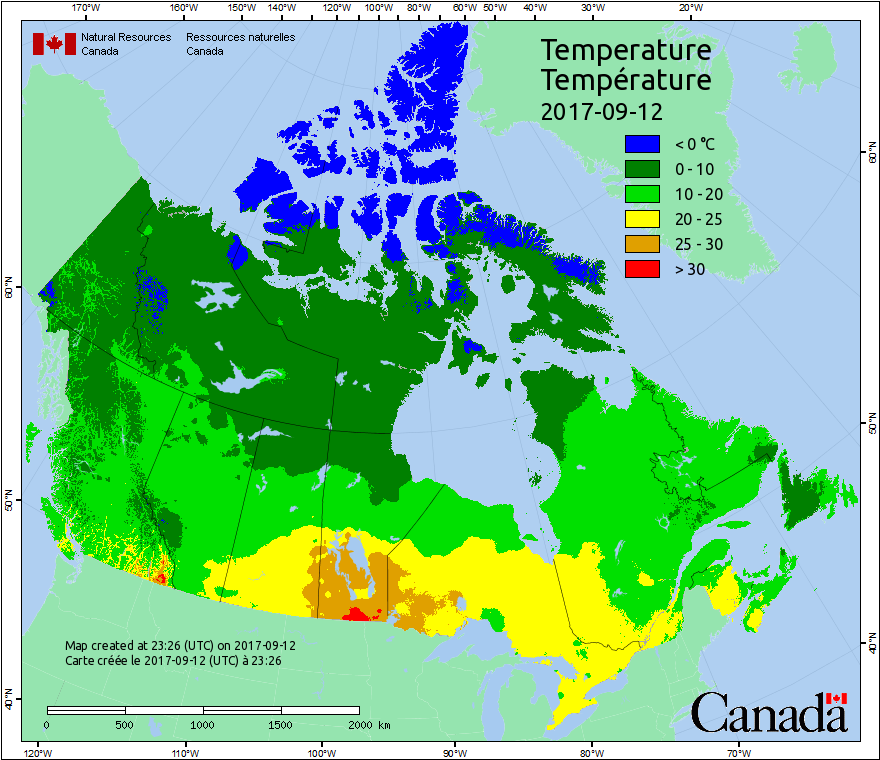 170°W 160°W 150°W 140°W 120°W 100°W 80°W 60°W 50°W 40°W 30°W 20°W
Natural Resources Canada
Ressources naturelles Canada
Temperature
Température
2017-09-12
< 0 °C
0 - 10
10 - 20
20 - 25
25 - 30
> 30
60°N
50°N
40°N
60°N
50°N
40°N
Map created at 23:26 (UTC) on 2017-09-12
Carte créée le 2017-09-12 (UTC) à 23:26
0 500 1000 1500 2000 km
Canada
120°W 110°W 100°W 90°W 80°W 70°W